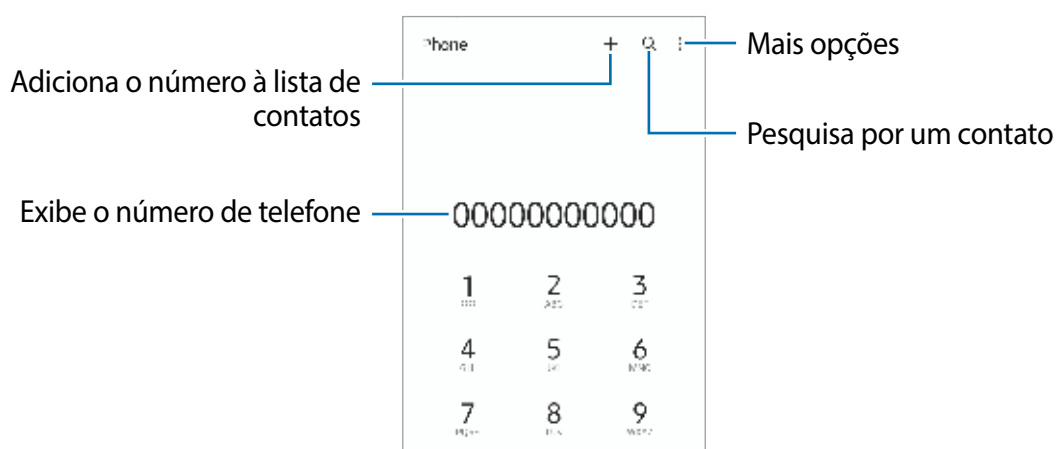 Phone
Mais opções
Adiciona o número à lista de
contatos
Pesquisa por um contato
Exibe o número de telefone
00000000000
1 2 3
ABC
4 5 6
7 8 9